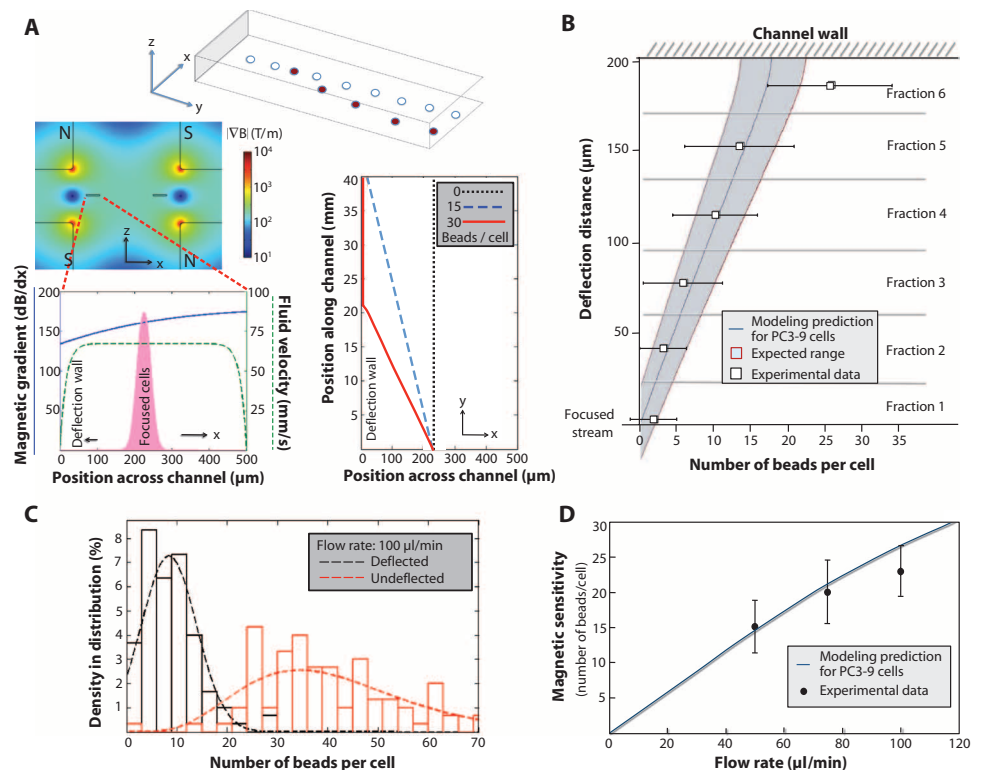 A
z
x
y
N
S
S
N
z
x
|∇B| (T/m)
10⁴
10³
10²
10¹
Magnetic gradient (dB/dx)
200
150
100
50
Fluid velocity (mm/s)
100
75
50
25
0
Deflection wall
Focused cells
x
0 100 200 300 400 500
Position across channel (µm)
Position along channel (mm)
40
35
30
25
20
15
10
5
0
15
30
Beads / cell
Deflection wall
y
x
0 100 200 300 400 500
Position across channel (µm)
B
Channel wall
Deflection distance (µm)
200
150
100
50
Fraction 6
Fraction 5
Fraction 4
Fraction 3
Fraction 2
Fraction 1
Modeling prediction
for PC3-9 cells
Expected range
Experimental data
Focused
stream
0 5 10 15 20 25 30 35
Number of beads per cell
C
Density in distribution (%)
8
7
6
5
4
3
2
1
Flow rate: 100 µl/min
Deflected
Undeflected
0 10 20 30 40 50 60 70
Number of beads per cell
D
Magnetic sensitivity
(number of beads/cell)
30
25
20
15
10
5
Modeling prediction
for PC3-9 cells
Experimental data
0 20 40 60 80 100 120
Flow rate (µl/min)